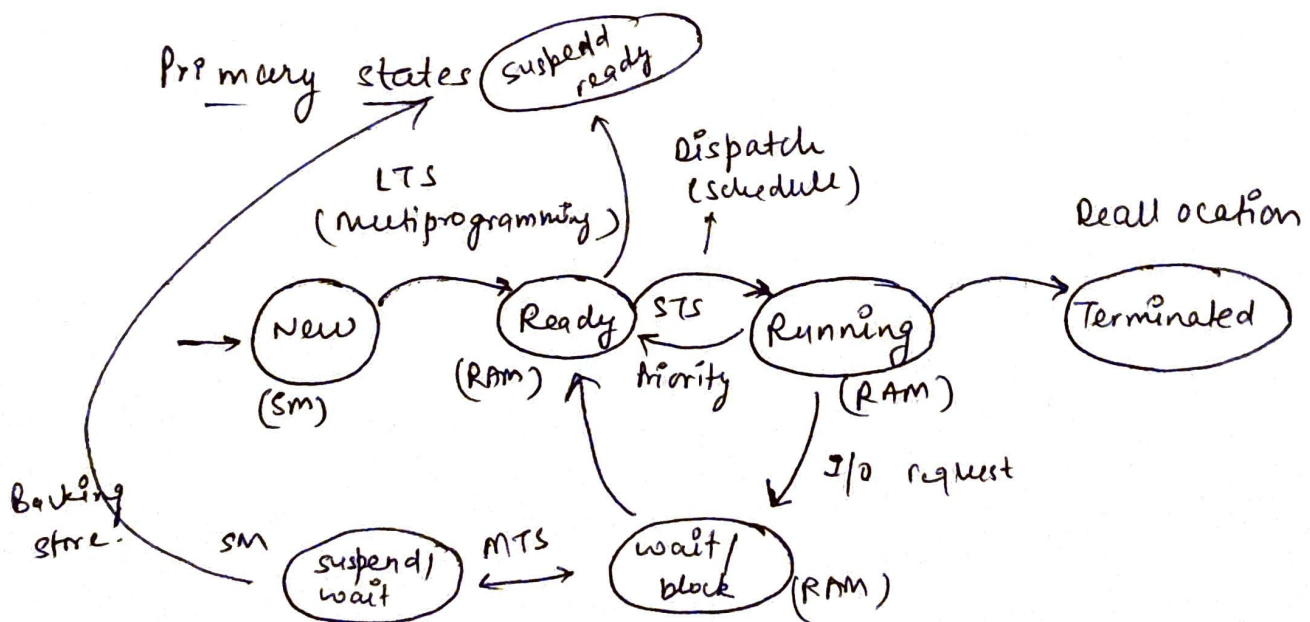 Primary states
suspend
ready
LTS
(multiprogramming)
Dispatch
(schedule)
Deallocation
New
(SM)
Ready
(RAM)
STS
Priority
Running
(RAM)
Terminated
I/O request
Backing
store.
SM
suspend/
wait
MTS
wait/
block
(RAM)